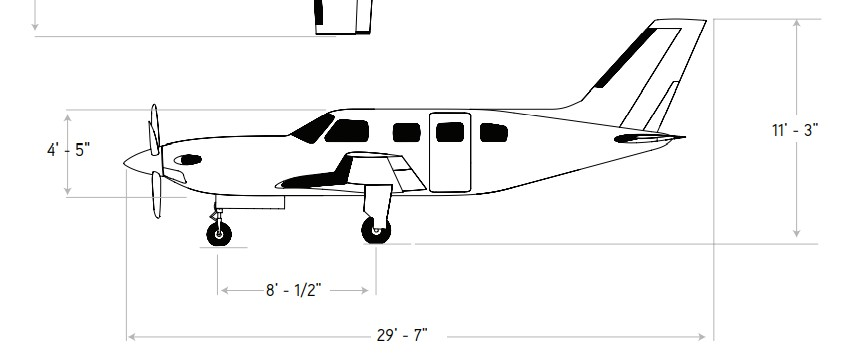 11' - 3"
4' - 5"
8' - 1/2"
29' - 7"